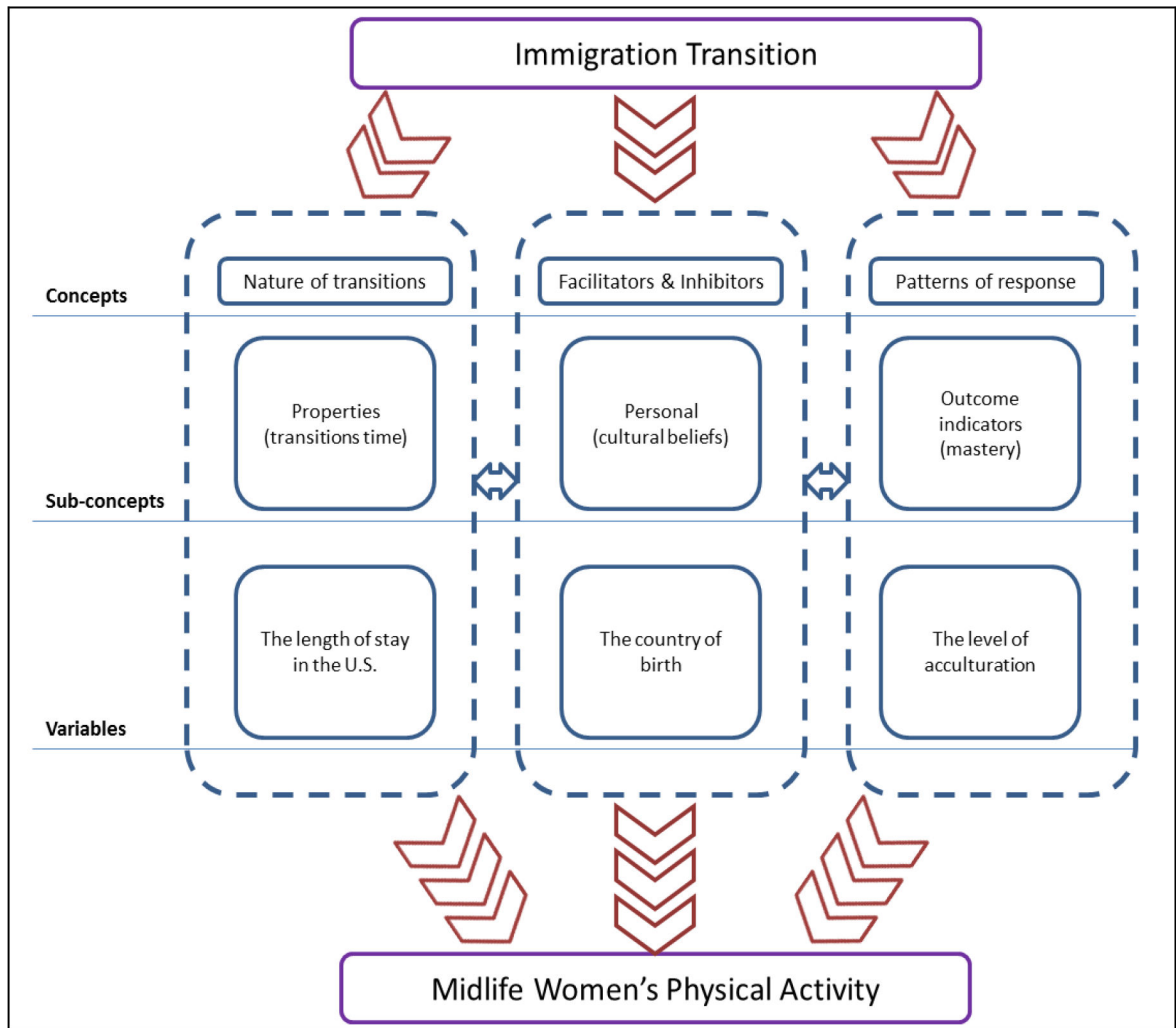 Immigration Transition
Concepts
Nature of transitions
Facilitators & Inhibitors
Patterns of response
Sub-concepts
Properties
(transitions time)
Personal
(cultural beliefs)
Outcome
indicators
(mastery)
Variables
The length of stay
in the U.S.
The country of
birth
The level of
acculturation
Midlife Women’s Physical Activity